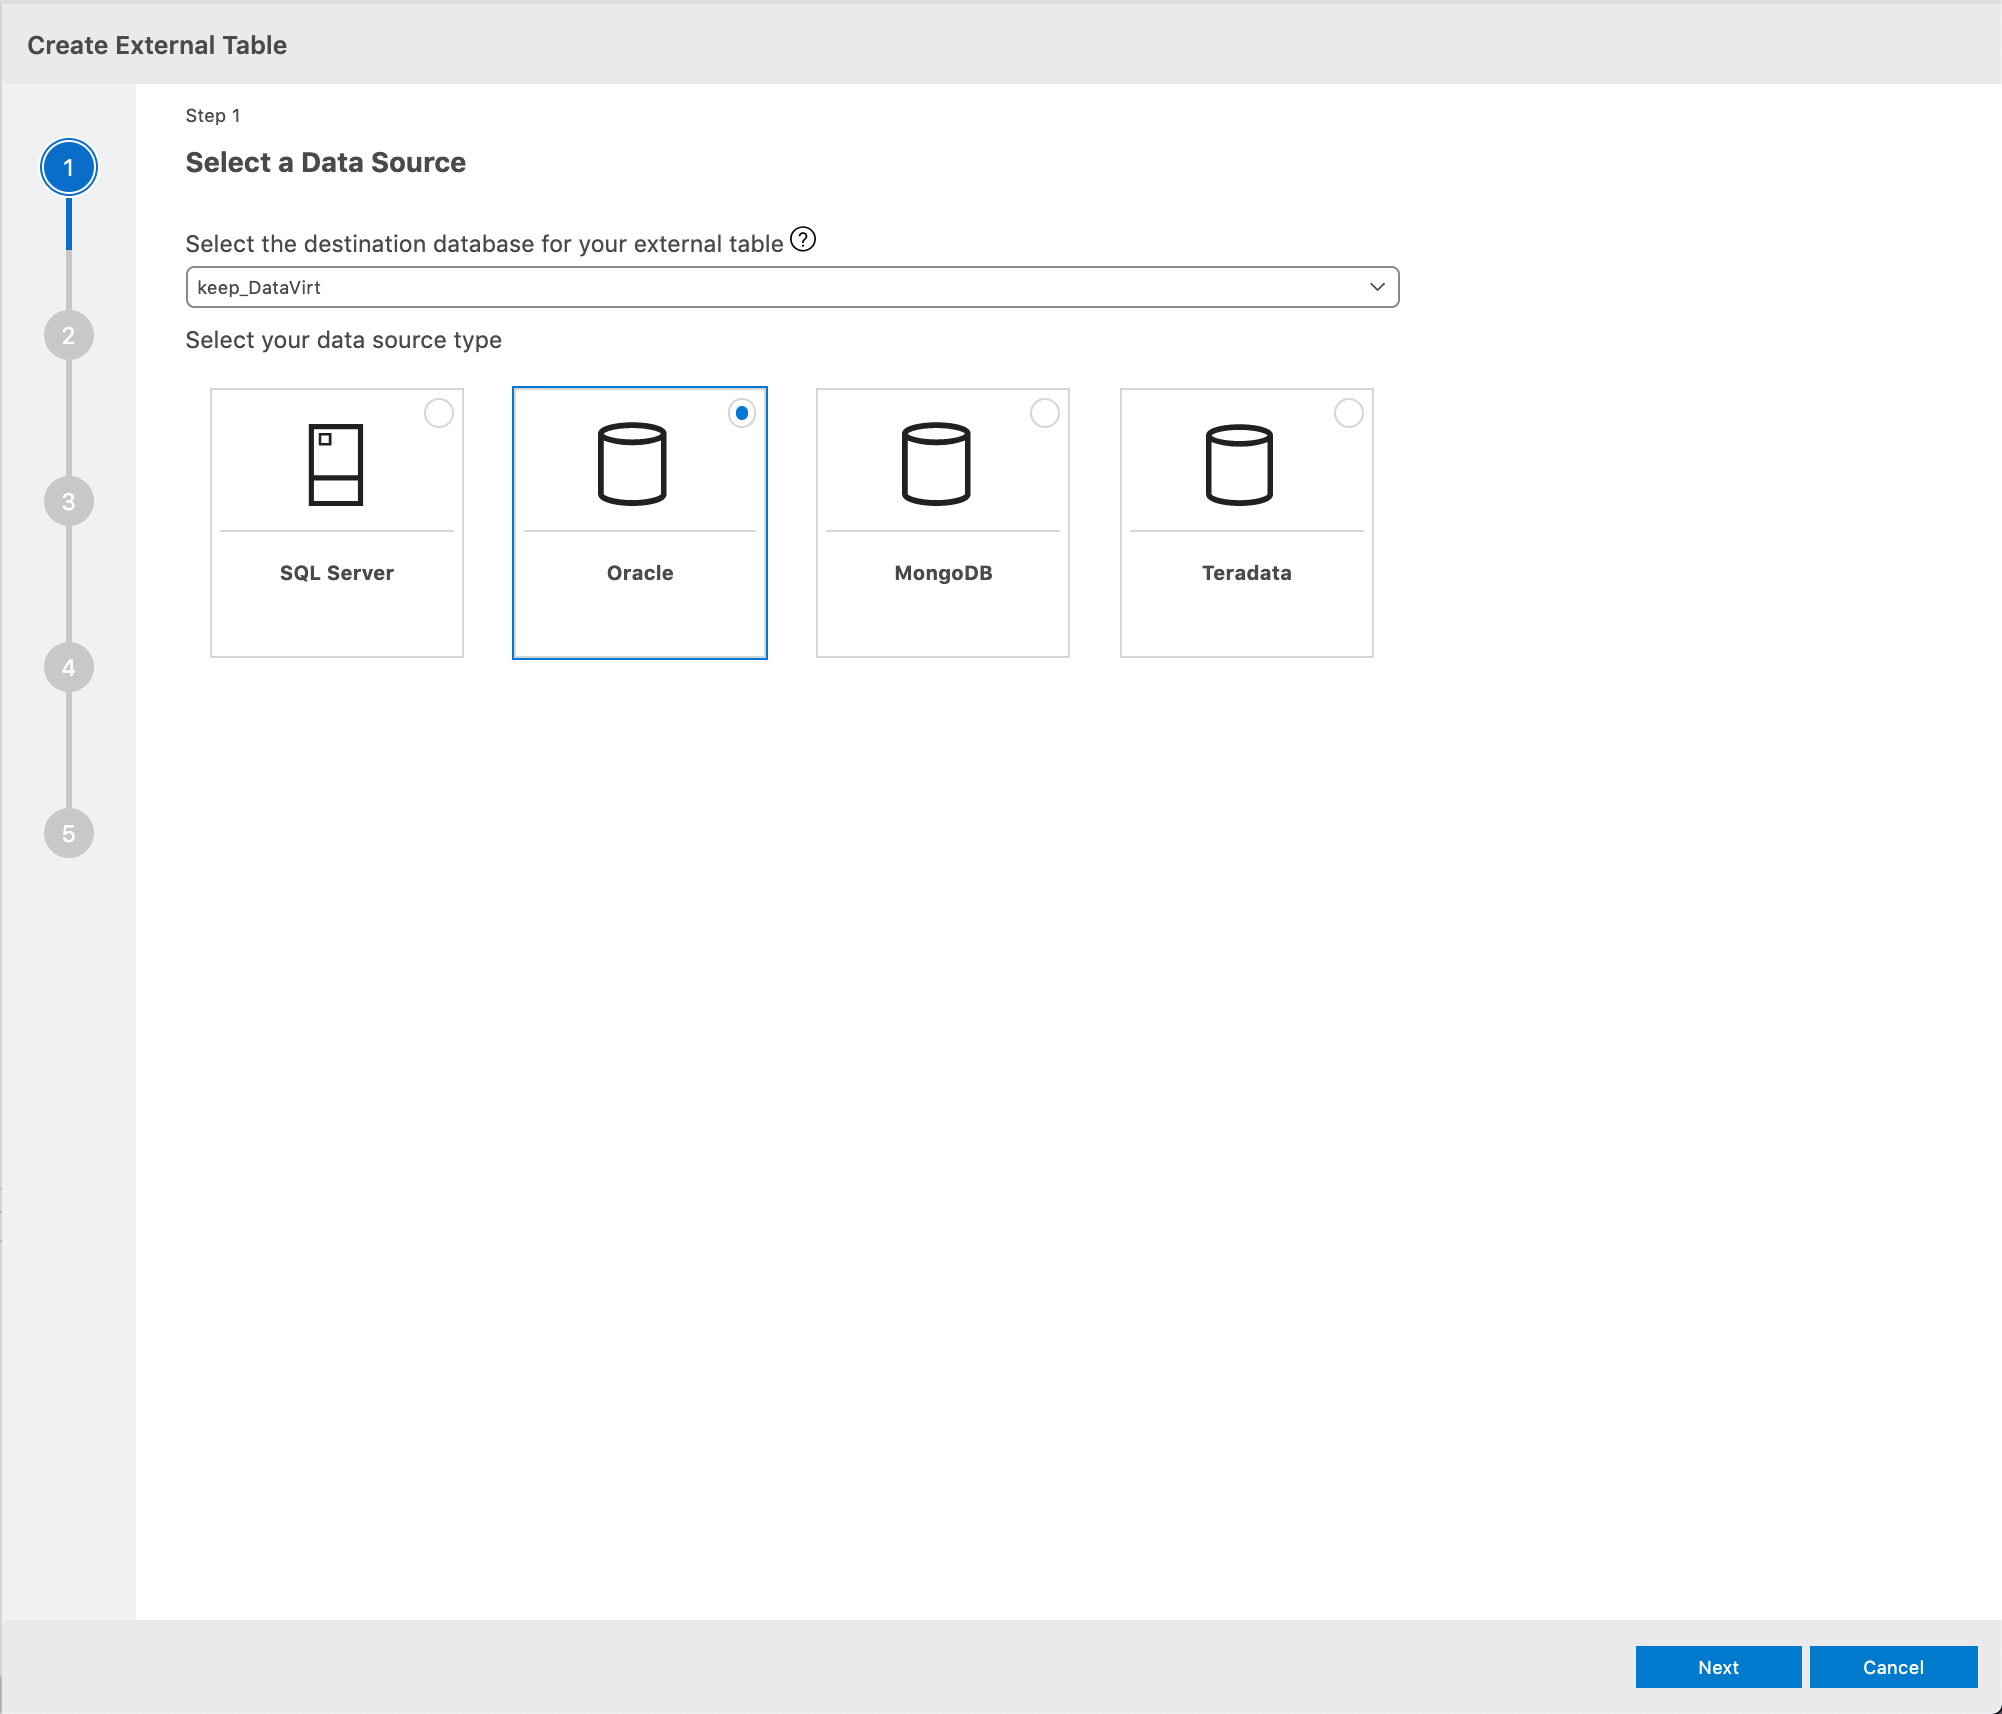 Create External Table
Step 1
Select a Data Source
Select the destination database for your external table ?
keep_DataVirt
Select your data source type
SQL Server
Oracle
MongoDB
Teradata
1
2
3
4
5
Next
Cancel